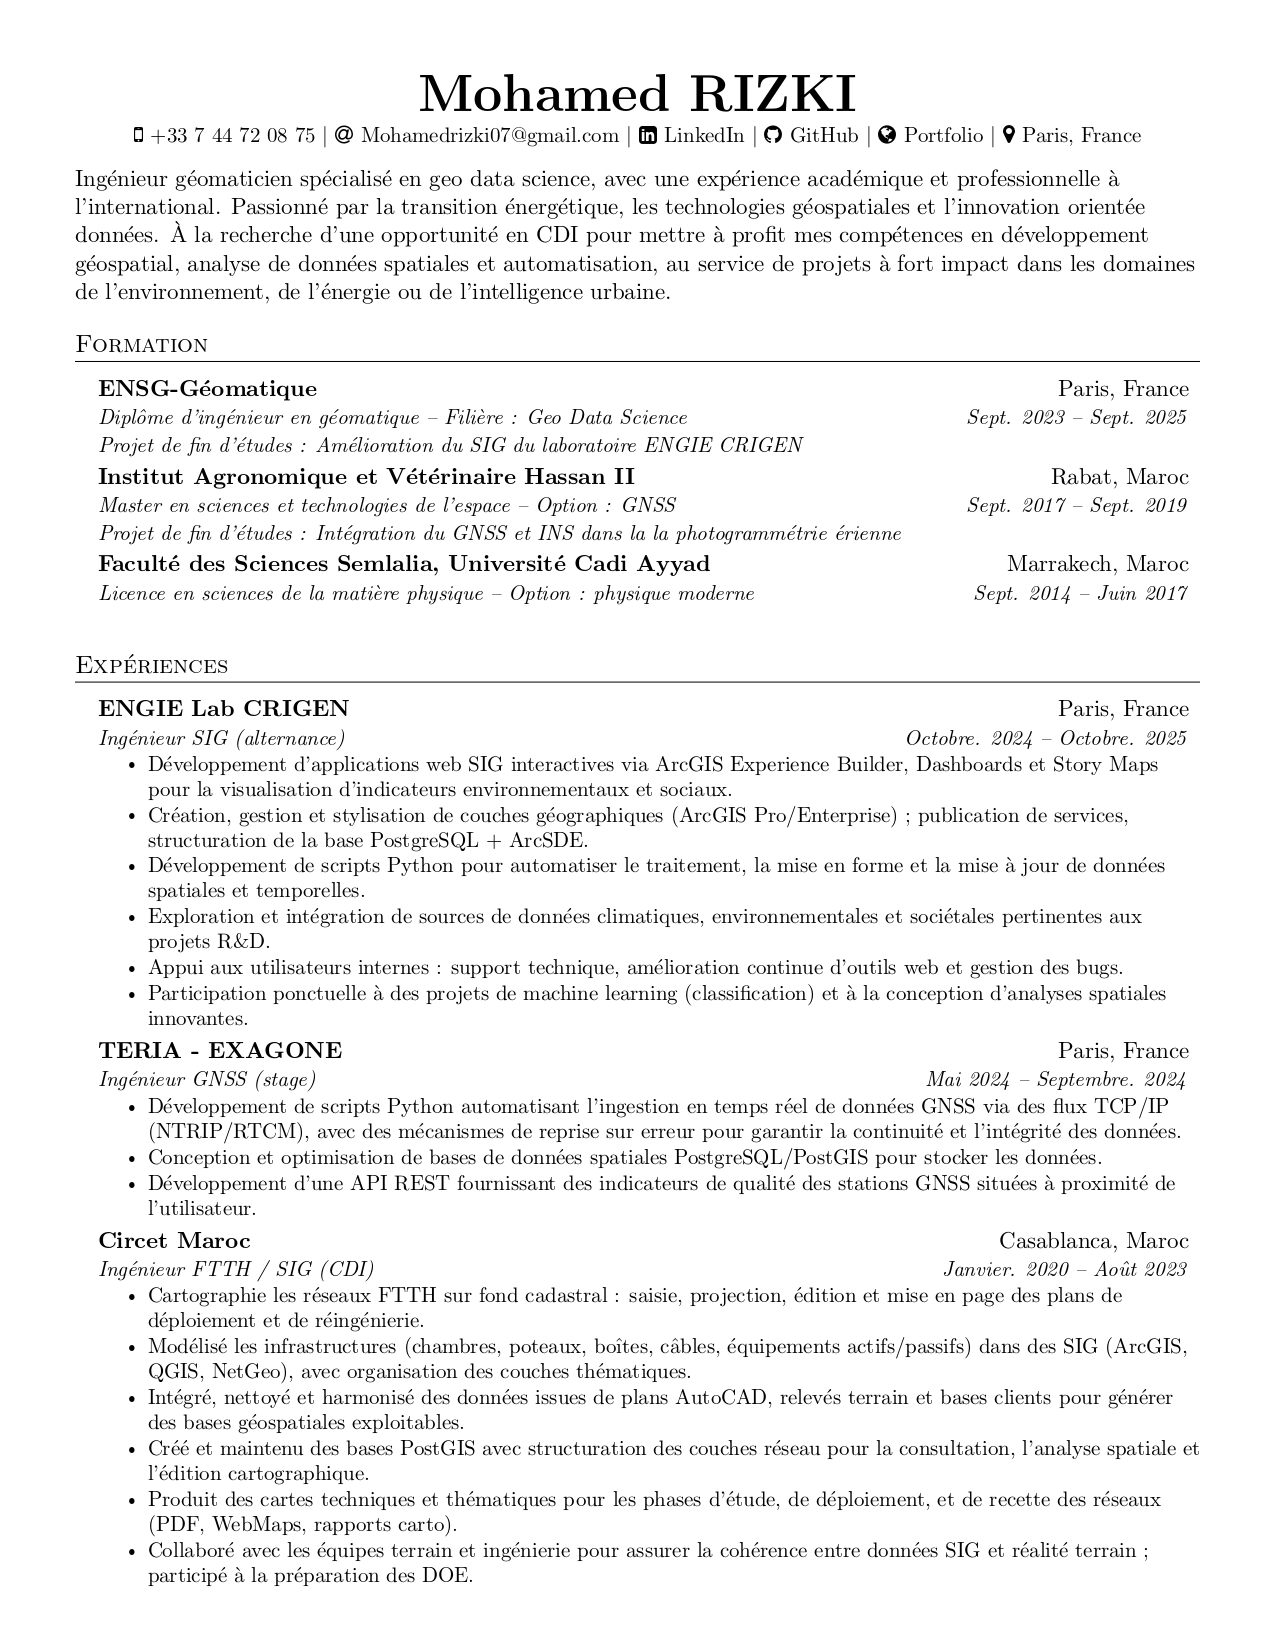 Mohamed RIZKI
+33 7 44 72 08 75 | Mohamedrizki07@gmail.com | LinkedIn | GitHub | Portfolio | Paris, France
Ingénieur géomaticien spécialisé en geo data science, avec une expérience académique et professionnelle à
l'international. Passionné par la transition énergétique, les technologies géospatiales et l'innovation orientée
données. À la recherche d'une opportunité en CDI pour mettre à profit mes compétences en développement
géospatial, analyse de données spatiales et automatisation, au service de projets à fort impact dans les domaines
de l'environnement, de l'énergie ou de l'intelligence urbaine.
Formation
ENSG-Géomatique Paris, France
Diplôme d'ingénieur en géomatique – Filière : Geo Data Science Sept. 2023 – Sept. 2025
Projet de fin d'études : Amélioration du SIG du laboratoire ENGIE CRIGEN
Institut Agronomique et Vétérinaire Hassan II Rabat, Maroc
Master en sciences et technologies de l'espace – Option : GNSS Sept. 2017 – Sept. 2019
Projet de fin d'études : Intégration du GNSS et INS dans la la photogrammétrie érienne
Faculté des Sciences Semlalia, Université Cadi Ayyad Marrakech, Maroc
Licence en sciences de la matière physique – Option : physique moderne Sept. 2014 – Juin 2017
Expériences
ENGIE Lab CRIGEN Paris, France
Ingénieur SIG (alternance) Octobre. 2024 – Octobre. 2025
• Développement d'applications web SIG interactives via ArcGIS Experience Builder, Dashboards et Story Maps
pour la visualisation d'indicateurs environnementaux et sociaux.
• Création, gestion et stylisation de couches géographiques (ArcGIS Pro/Enterprise) ; publication de services,
structuration de la base PostgreSQL + ArcSDE.
• Développement de scripts Python pour automatiser le traitement, la mise en forme et la mise à jour de données
spatiales et temporelles.
• Exploration et intégration de sources de données climatiques, environnementales et sociétales pertinentes aux
projets R&D.
• Appui aux utilisateurs internes : support technique, amélioration continue d'outils web et gestion des bugs.
• Participation ponctuelle à des projets de machine learning (classification) et à la conception d'analyses spatiales
innovantes.
TERIA - EXAGONE Paris, France
Ingénieur GNSS (stage) Mai 2024 – Septembre. 2024
• Développement de scripts Python automatisant l'ingestion en temps réel de données GNSS via des flux TCP/IP
(NTRIP/RTCM), avec des mécanismes de reprise sur erreur pour garantir la continuité et l'intégrité des données.
• Conception et optimisation de bases de données spatiales PostgreSQL/PostGIS pour stocker les données.
• Développement d'une API REST fournissant des indicateurs de qualité des stations GNSS situées à proximité de
l'utilisateur.
Circet Maroc Casablanca, Maroc
Ingénieur FTTH / SIG (CDI) Janvier. 2020 – Août 2023
• Cartographie les réseaux FTTH sur fond cadastral : saisie, projection, édition et mise en page des plans de
déploiement et de réingénierie.
• Modélisé les infrastructures (chambres, poteaux, boîtes, câbles, équipements actifs/passifs) dans des SIG (ArcGIS,
QGIS, NetGeo), avec organisation des couches thématiques.
• Intégré, nettoyé et harmonisé des données issues de plans AutoCAD, relevés terrain et bases clients pour générer
des bases géospatiales exploitables.
• Créé et maintenu des bases PostGIS avec structuration des couches réseau pour la consultation, l'analyse spatiale et
l'édition cartographique.
• Produit des cartes techniques et thématiques pour les phases d'étude, de déploiement, et de recette des réseaux
(PDF, WebMaps, rapports carto).
• Collaboré avec les équipes terrain et ingénierie pour assurer la cohérence entre données SIG et réalité terrain ;
participé à la préparation des DOE.